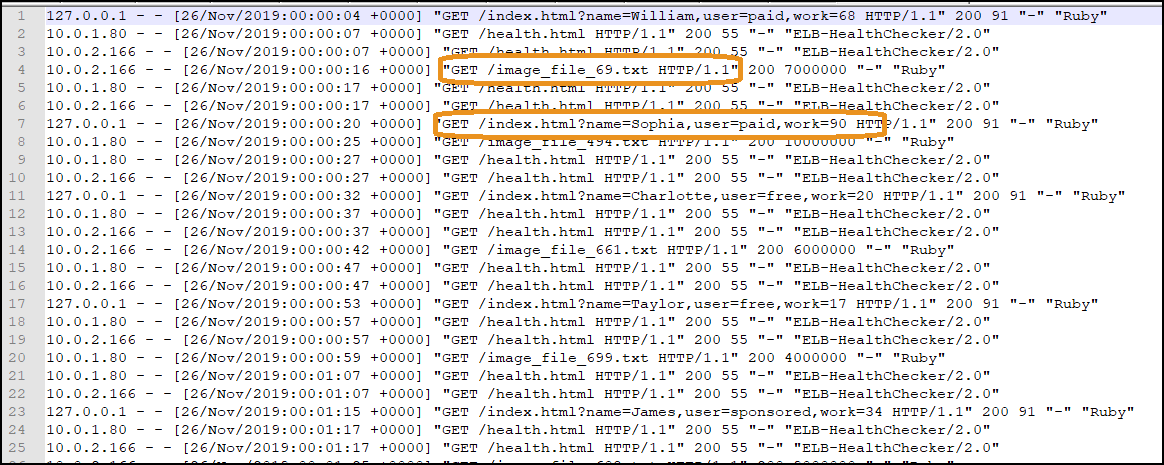 1 127.0.0.1 - - [26/Nov/2019:00:00:04 +0000] "GET /index.html?name=William,user=paid,work=68 HTTP/1.1" 200 91 "-" "Ruby"
2 10.0.1.80 - - [26/Nov/2019:00:00:07 +0000] "GET /health.html HTTP/1.1" 200 55 "-" "ELB-HealthChecker/2.0"
3 10.0.2.166 - - [26/Nov/2019:00:00:07 +0000] "GET /health.html HTTP/1.1" 200 55 "-" "ELB-HealthChecker/2.0"
4 10.0.2.166 - - [26/Nov/2019:00:00:16 +0000] "GET /image_file_69.txt HTTP/1.1" 200 7000000 "-" "Ruby"
5 10.0.1.80 - - [26/Nov/2019:00:00:17 +0000] "GET /health.html HTTP/1.1" 200 55 "-" "ELB-HealthChecker/2.0"
6 10.0.2.166 - - [26/Nov/2019:00:00:17 +0000] "GET /health.html HTTP/1.1" 200 55 "-" "ELB-HealthChecker/2.0"
7 127.0.0.1 - - [26/Nov/2019:00:00:20 +0000] "GET /index.html?name=Sophia,user=paid,work=90 HTTP/1.1" 200 91 "-" "Ruby"
8 10.0.1.80 - - [26/Nov/2019:00:00:25 +0000] "GET /image_file_494.txt HTTP/1.1" 200 10000000 "-" "Ruby"
9 10.0.1.80 - - [26/Nov/2019:00:00:27 +0000] "GET /health.html HTTP/1.1" 200 55 "-" "ELB-HealthChecker/2.0"
10 10.0.2.166 - - [26/Nov/2019:00:00:27 +0000] "GET /health.html HTTP/1.1" 200 55 "-" "ELB-HealthChecker/2.0"
11 127.0.0.1 - - [26/Nov/2019:00:00:32 +0000] "GET /index.html?name=Charlotte,user=free,work=20 HTTP/1.1" 200 91 "-" "Ruby"
12 10.0.1.80 - - [26/Nov/2019:00:00:37 +0000] "GET /health.html HTTP/1.1" 200 55 "-" "ELB-HealthChecker/2.0"
13 10.0.2.166 - - [26/Nov/2019:00:00:37 +0000] "GET /health.html HTTP/1.1" 200 55 "-" "ELB-HealthChecker/2.0"
14 10.0.2.166 - - [26/Nov/2019:00:00:42 +0000] "GET /image_file_661.txt HTTP/1.1" 200 6000000 "-" "Ruby"
15 10.0.1.80 - - [26/Nov/2019:00:00:47 +0000] "GET /health.html HTTP/1.1" 200 55 "-" "ELB-HealthChecker/2.0"
16 10.0.2.166 - - [26/Nov/2019:00:00:47 +0000] "GET /health.html HTTP/1.1" 200 55 "-" "ELB-HealthChecker/2.0"
17 127.0.0.1 - - [26/Nov/2019:00:00:53 +0000] "GET /index.html?name=Taylor,user=free,work=17 HTTP/1.1" 200 91 "-" "Ruby"
18 10.0.1.80 - - [26/Nov/2019:00:00:57 +0000] "GET /health.html HTTP/1.1" 200 55 "-" "ELB-HealthChecker/2.0"
19 10.0.2.166 - - [26/Nov/2019:00:00:57 +0000] "GET /health.html HTTP/1.1" 200 55 "-" "ELB-HealthChecker/2.0"
20 10.0.1.80 - - [26/Nov/2019:00:00:59 +0000] "GET /image_file_699.txt HTTP/1.1" 200 4000000 "-" "Ruby"
21 10.0.1.80 - - [26/Nov/2019:00:01:07 +0000] "GET /health.html HTTP/1.1" 200 55 "-" "ELB-HealthChecker/2.0"
22 10.0.2.166 - - [26/Nov/2019:00:01:07 +0000] "GET /health.html HTTP/1.1" 200 55 "-" "ELB-HealthChecker/2.0"
23 127.0.0.1 - - [26/Nov/2019:00:01:15 +0000] "GET /index.html?name=James,user=sponsored,work=34 HTTP/1.1" 200 91 "-" "Ruby"
24 10.0.1.80 - - [26/Nov/2019:00:01:17 +0000] "GET /health.html HTTP/1.1" 200 55 "-" "ELB-HealthChecker/2.0"
25 10.0.2.166 - - [26/Nov/2019:00:01:17 +0000] "GET /health.html HTTP/1.1" 200 55 "-" "ELB-HealthChecker/2.0"